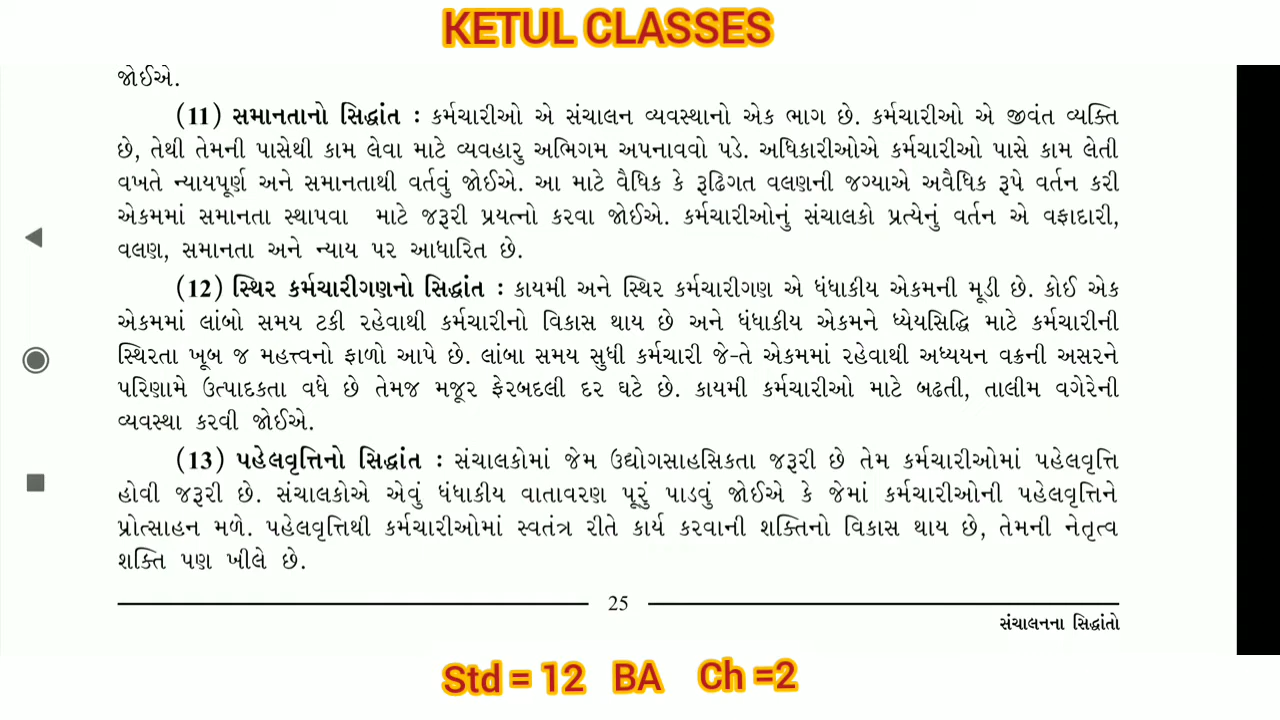 KETUL CLASSES
જોઈએ.
(11) સમાનતાનો સિદ્ધાંત : કર્મચારીઓ એ સંચાલન વ્યવસ્થાનો એક ભાગ છે. કર્મચારીઓ એ જીવંત વ્યક્તિ
છે, તેથી તેમની પાસેથી કામ લેવા માટે વ્યવહારુ અભિગમ અપનાવવો પડે. અધિકારીઓએ કર્મચારીઓ પાસે કામ લેતી
વખતે ન્યાયપૂર્ણ અને સમાનતાથી વર્તવું જોઈએ. આ માટે વૈધિક કે રૂઢિગત વલણની જગ્યાએ અવૈધિક રૂપે વર્તન કરી
એકમમાં સમાનતા સ્થાપવા માટે જરૂરી પ્રયત્નો કરવા જોઈએ. કર્મચારીઓનું સંચાલકો પ્રત્યેનું વર્તન એ વફાદારી,
વલણ, સમાનતા અને ન્યાય પર આધારિત છે.
(12) સ્થિર કર્મચારીગણનો સિદ્ધાંત : કાયમી અને સ્થિર કર્મચારીગણ એ ધંધાકીય એકમની મૂડી છે. કોઈ એક
એકમમાં લાંબો સમય ટકી રહેવાથી કર્મચારીનો વિકાસ થાય છે અને ધંધાકીય એકમને ધ્યેયસિદ્ધિ માટે કર્મચારીની
સ્થિરતા ખૂબ જ મહત્ત્વનો ફાળો આપે છે. લાંબા સમય સુધી કર્મચારી જે-તે એકમમાં રહેવાથી અધ્યયન વક્રની અસરને
પરિણામે ઉત્પાદકતા વધે છે તેમજ મજૂર ફેરબદલી દર ઘટે છે. કાયમી કર્મચારીઓ માટે બઢતી, તાલીમ વગેરેની
વ્યવસ્થા કરવી જોઈએ.
(13) પહેલવૃત્તિનો સિદ્ધાંત : સંચાલકોમાં જેમ ઉદ્યોગસાહસિકતા જરૂરી છે તેમ કર્મચારીઓમાં પહેલવૃત્તિ
હોવી જરૂરી છે. સંચાલકોએ એવું ધંધાકીય વાતાવરણ પૂરું પાડવું જોઈએ કે જેમાં કર્મચારીઓની પહેલવૃત્તિને
પ્રોત્સાહન મળે. પહેલવૃત્તિથી કર્મચારીઓમાં સ્વતંત્ર રીતે કાર્ય કરવાની શક્તિનો વિકાસ થાય છે, તેમની નેતૃત્વ
શક્તિ પણ ખીલે છે.
25
સંચાલનના સિદ્ધાંતો
Std = 12 BA Ch =2